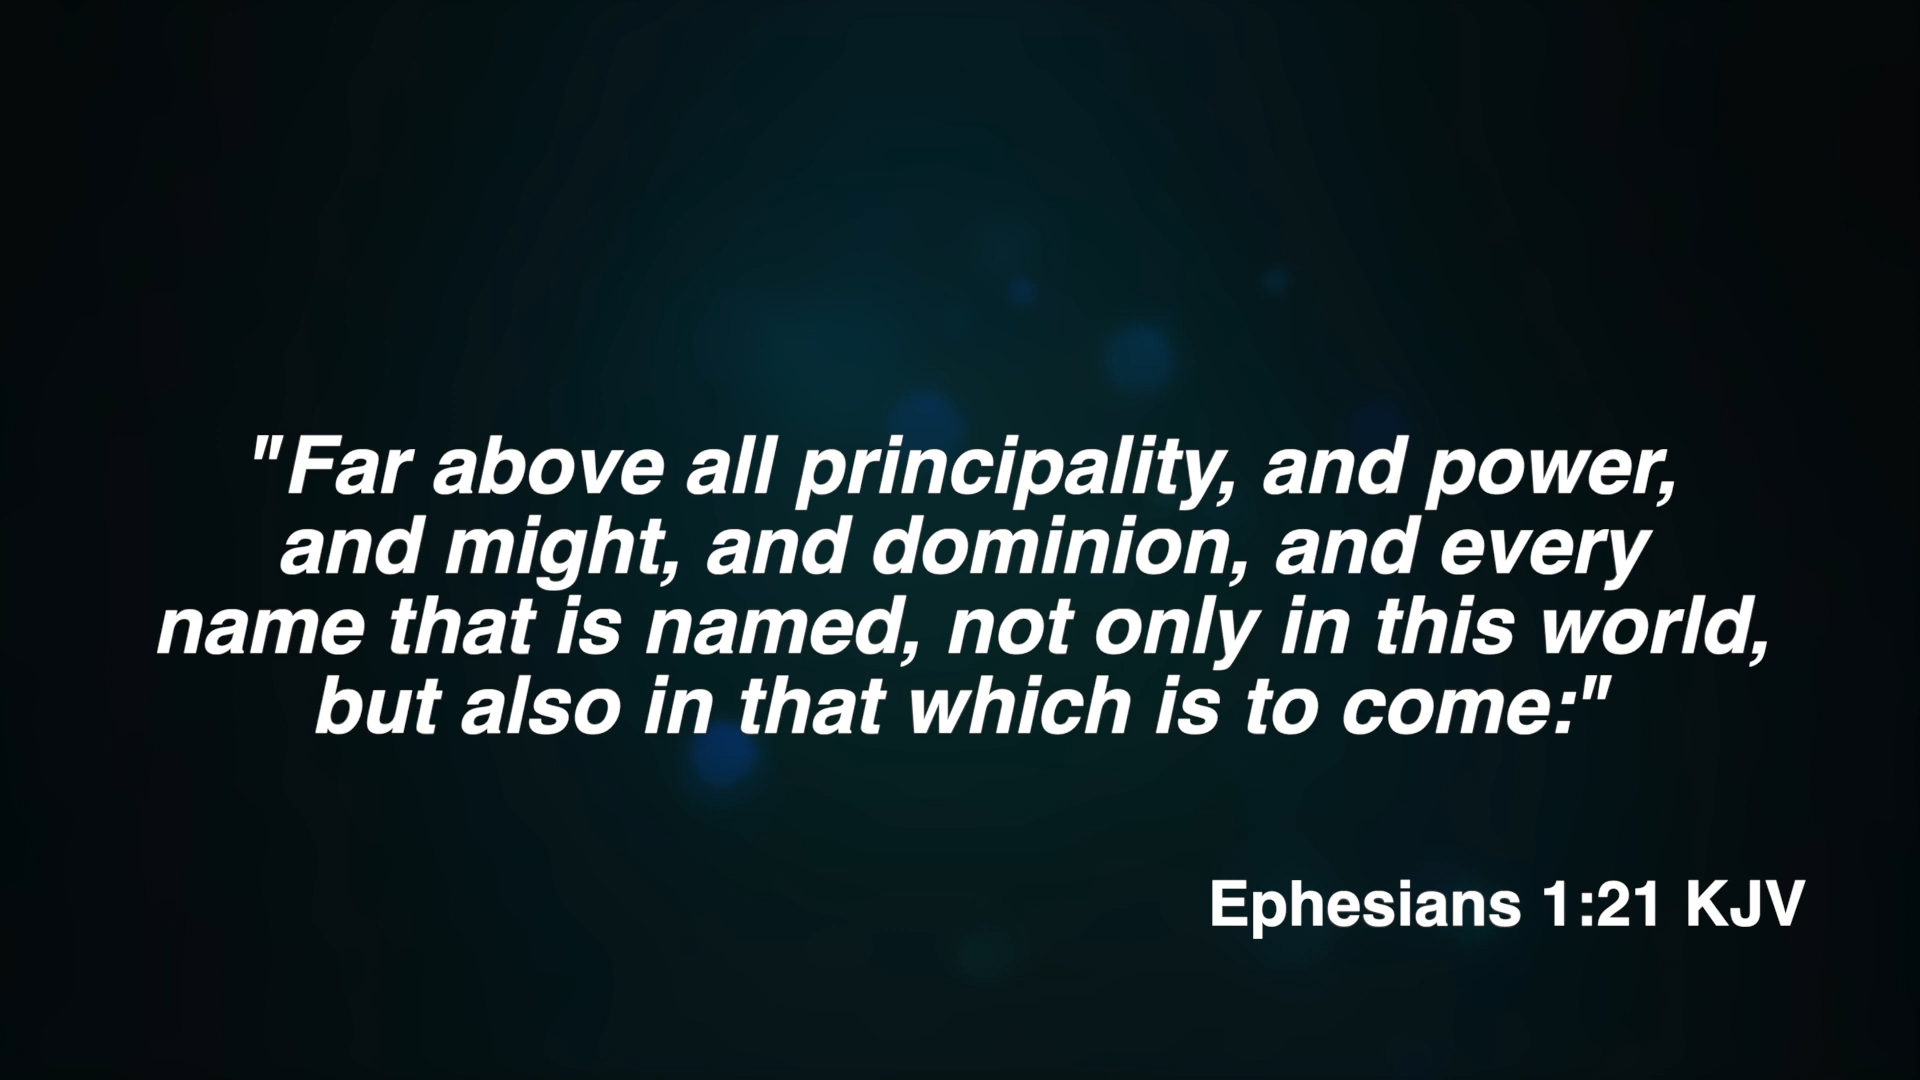 "Far above all principality, and power,
and might, and dominion, and every
name that is named, not only in this world,
but also in that which is to come:"
Ephesians 1:21 KJV